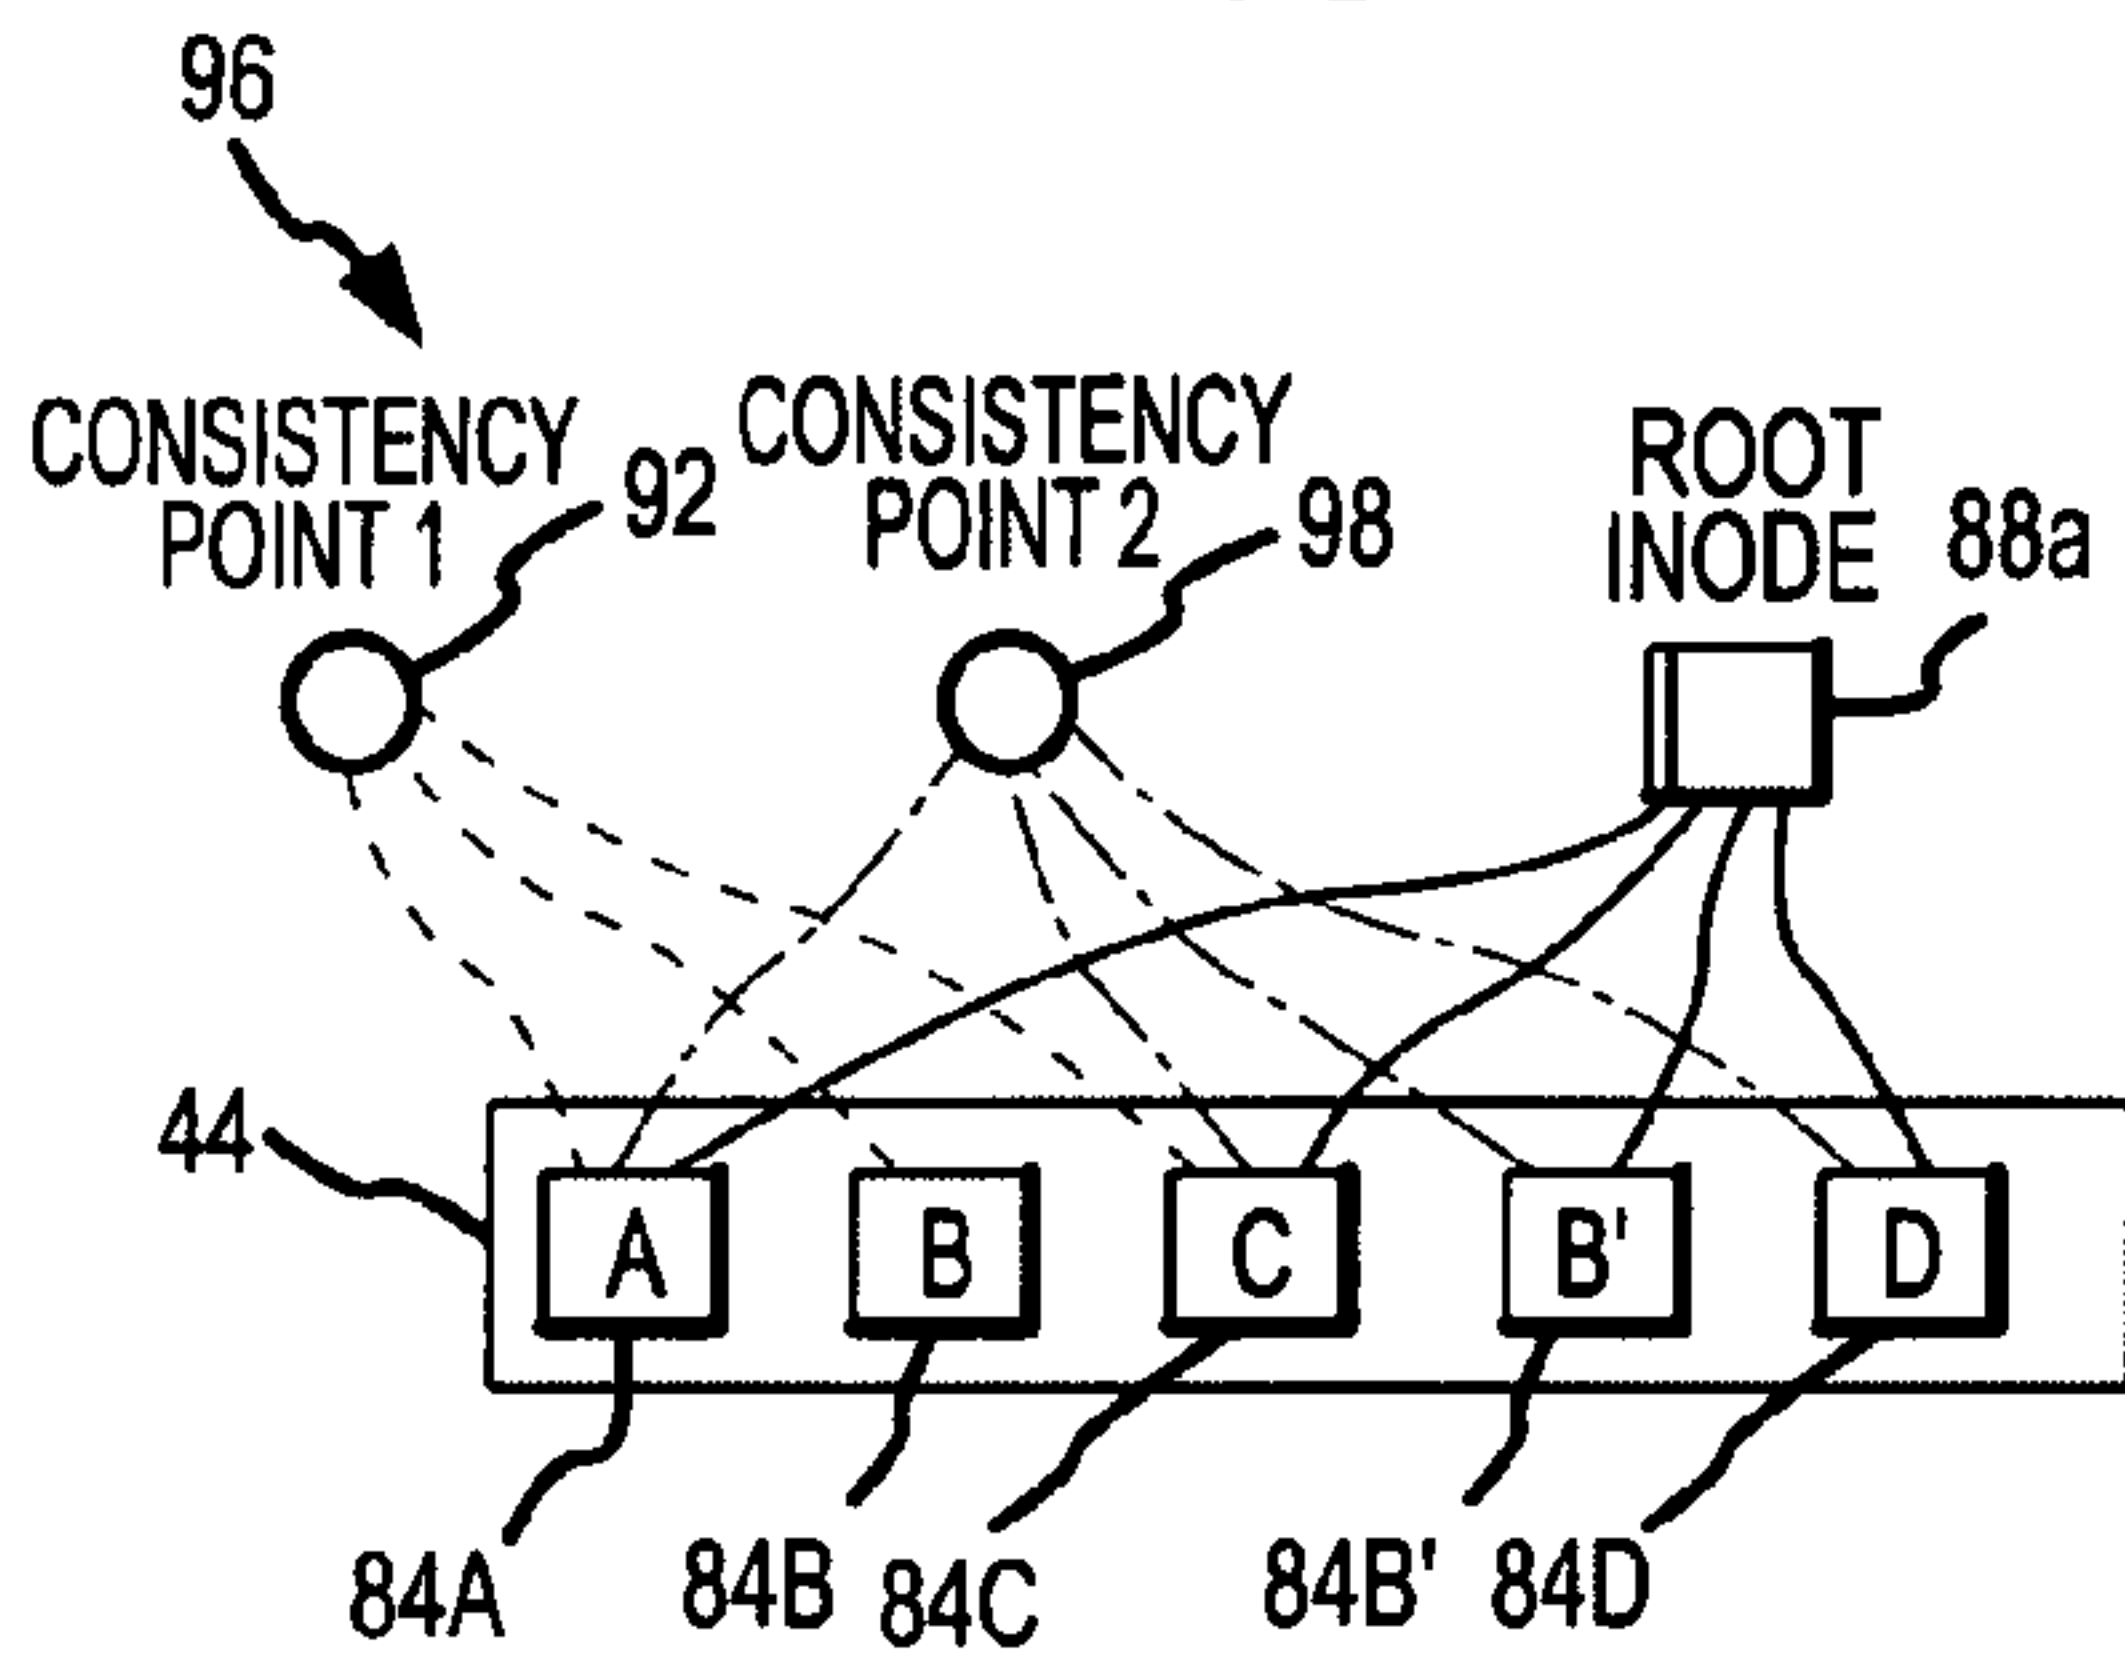 96
CONSISTENCY
POINT 1
92
CONSISTENCY
POINT 2
98
ROOT
INODE
88a
44
A
B
C
B'
D
84A
84B
84C
84B'
84D